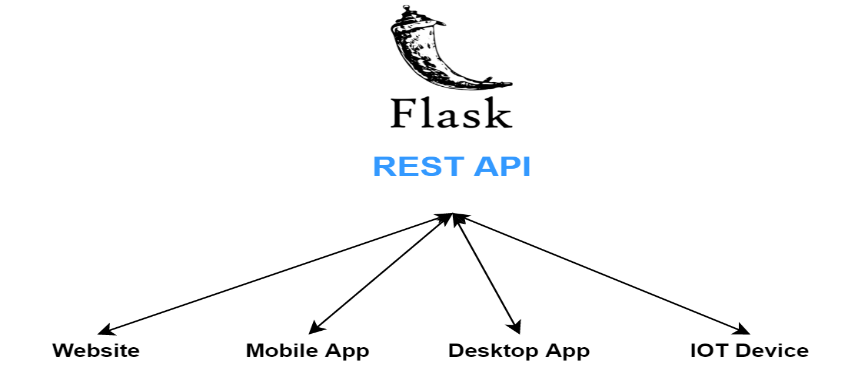 Flask
REST API
Website
Mobile App
Desktop App
IOT Device